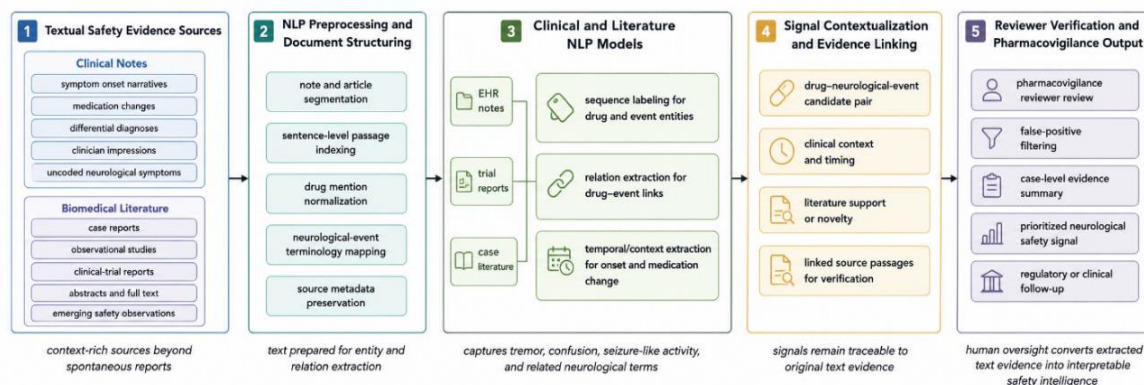 1
Textual Safety Evidence Sources
Clinical Notes
symptom onset narratives
medication changes
differential diagnoses
clinician impressions
uncoded neurological symptoms
Biomedical Literature
case reports
observational studies
clinical-trial reports
abstracts and full text
emerging safety observations
context-rich sources beyond
spontaneous reports
2
NLP Preprocessing and
Document Structuring
note and article
segmentation
sentence-level passage
indexing
drug mention
normalization
neurological-event
terminology mapping
source metadata
preservation
text prepared for entity and
relation extraction
3
Clinical and Literature
NLP Models
EHR
notes
trial
reports
case
literature
sequence labeling for
drug and event entities
relation extraction for
drug–event links
temporal/context extraction
for onset and medication
change
captures tremor, confusion, seizure-like activity,
and related neurological terms
4
Signal Contextualization
and Evidence Linking
drug–neurological-event
candidate pair
clinical context
and timing
literature support
or novelty
linked source passages
for verification
signals remain traceable to
original text evidence
5
Reviewer Verification and
Pharmacovigilance Output
pharmacovigilance
reviewer review
false-positive
filtering
case-level evidence
summary
prioritized neurological
safety signal
regulatory or clinical
follow-up
human oversight converts extracted
text evidence into interpretable
safety intelligence